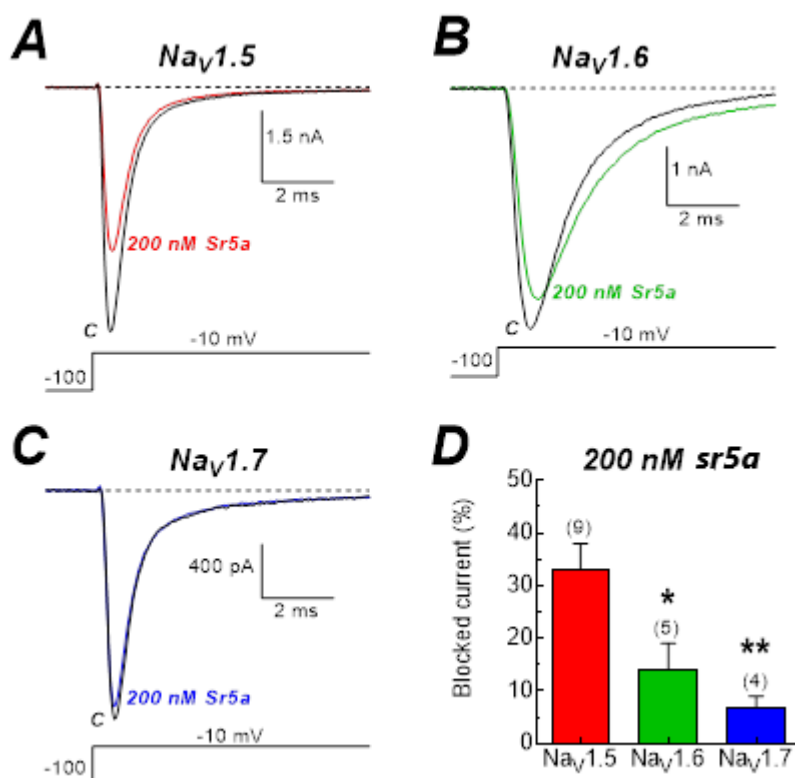 A
Nav1.5
1.5 nA
2 ms
200 nM Sr5a
C
-10 mV
-100
B
Nav1.6
1 nA
2 ms
200 nM Sr5a
C
-10 mV
-100
C
Nav1.7
400 pA
2 ms
200 nM Sr5a
C
-10 mV
-100
D
200 nM sr5a
Blocked current (%)
50
40
30
20
10
0
(9)
*
(5)
**
(4)
Nav1.5 Nav1.6 Nav1.7